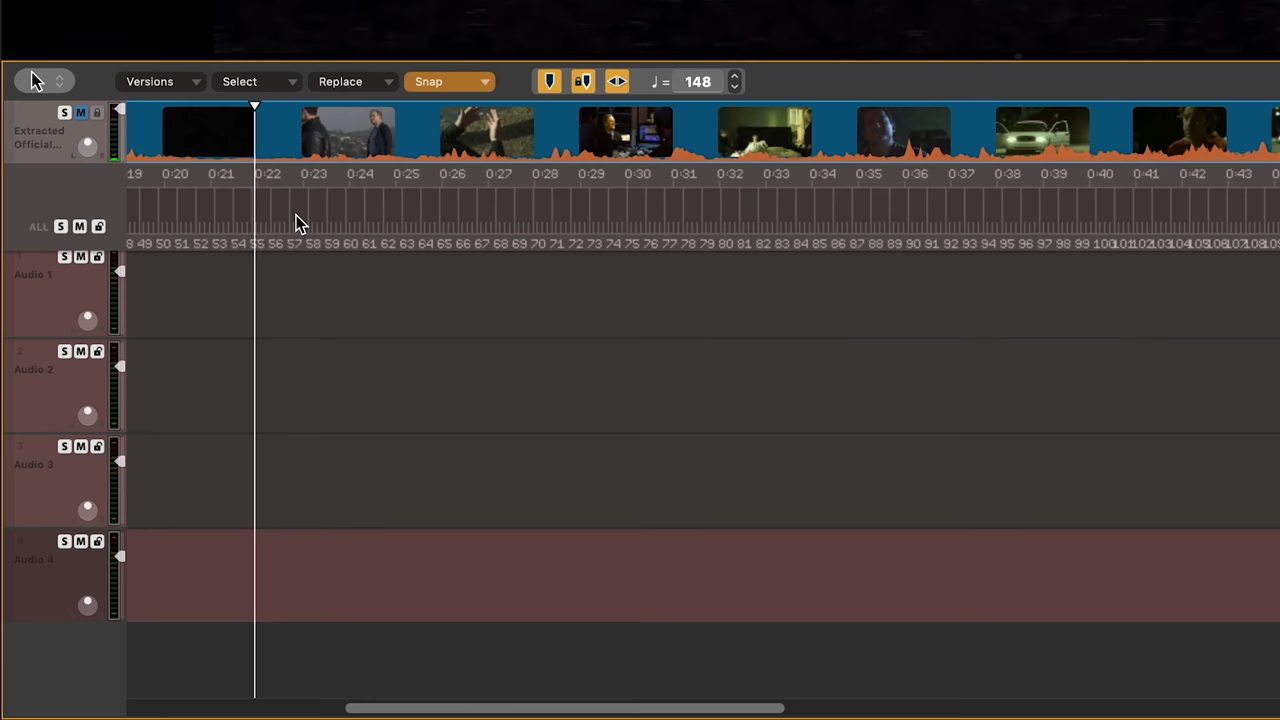 Versions Select Replace Snap ♩= 148
S M
Extracted
Official...
L R
19 0:20 0:21 0:22 0:23 0:24 0:25 0:26 0:27 0:28 0:29 0:30 0:31 0:32 0:33 0:34 0:35 0:36 0:37 0:38 0:39 0:40 0:41 0:42 0:43
ALL S M
8 49 50 51 52 53 54 55 56 57 58 59 60 61 62 63 64 65 66 67 68 69 70 71 72 73 74 75 76 77 78 79 80 81 82 83 84 85 86 87 88 89 90 91 92 93 94 95 96 97 98 99 100 101 102 103 104 105 106 107 108
1 S M
Audio 1
2 S M
Audio 2
3 S M
Audio 3
4 S M
Audio 4